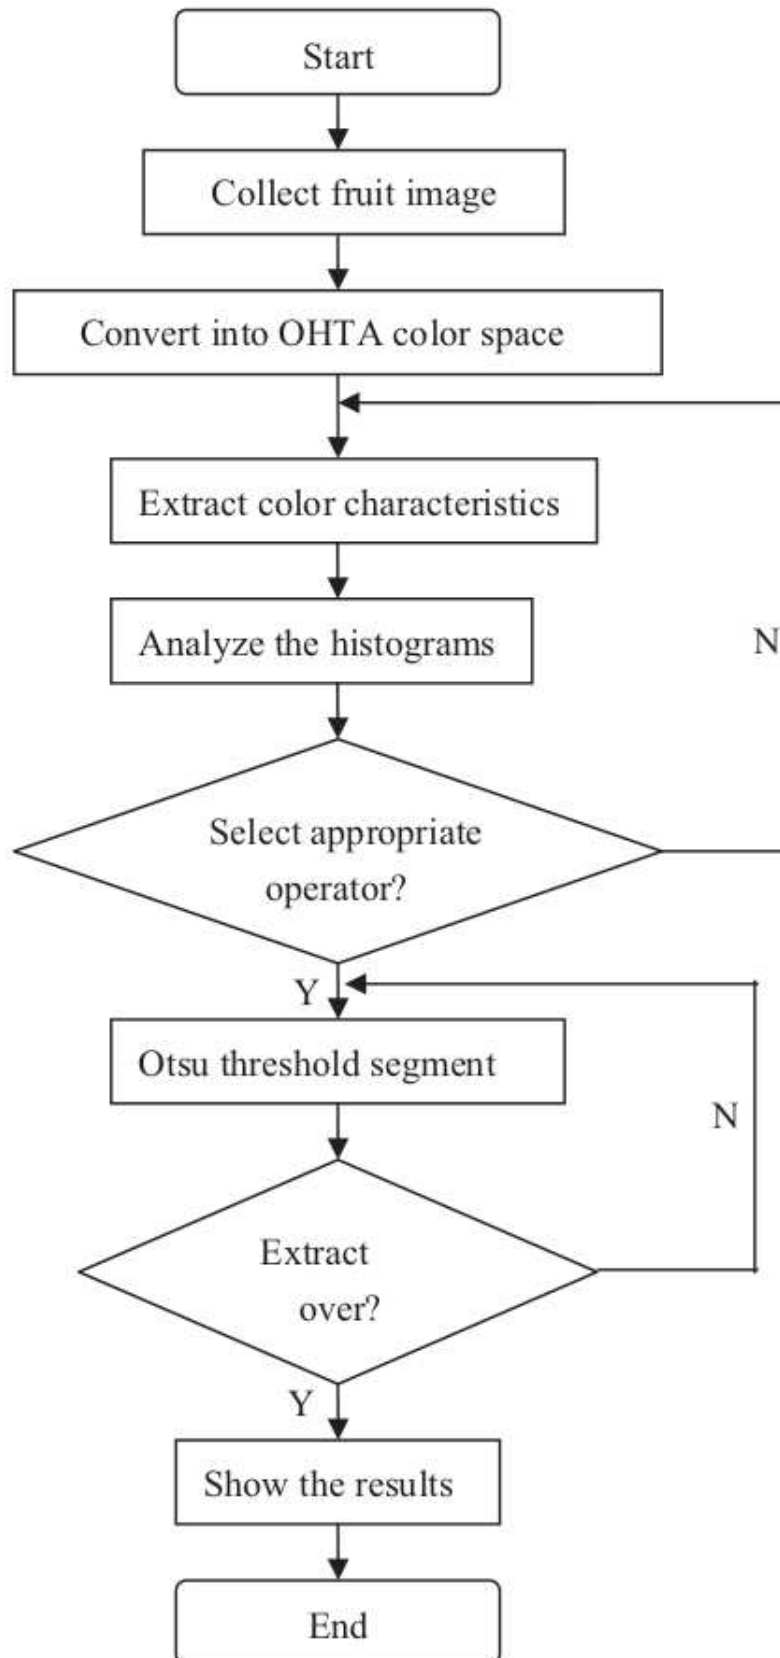 Start
Collect fruit image
Convert into OHTA color space
Extract color characteristics
Analyze the histograms
N
Select appropriate
operator?
Y
Otsu threshold segment
N
Extract
over?
Y
Show the results
End